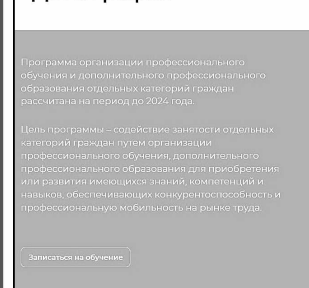 Программа организации профессионального
обучения и дополнительного профессионального
образования отдельных категорий граждан
рассчитана на период до 2024 года.
Цель программы – содействие занятости отдельных
категорий граждан путем организации
профессионального обучения, дополнительного
профессионального образования для приобретения
или развития имеющихся знаний, компетенций и
навыков, обеспечивающих конкурентоспособность и
профессиональную мобильность на рынке труда.
Записаться на обучение